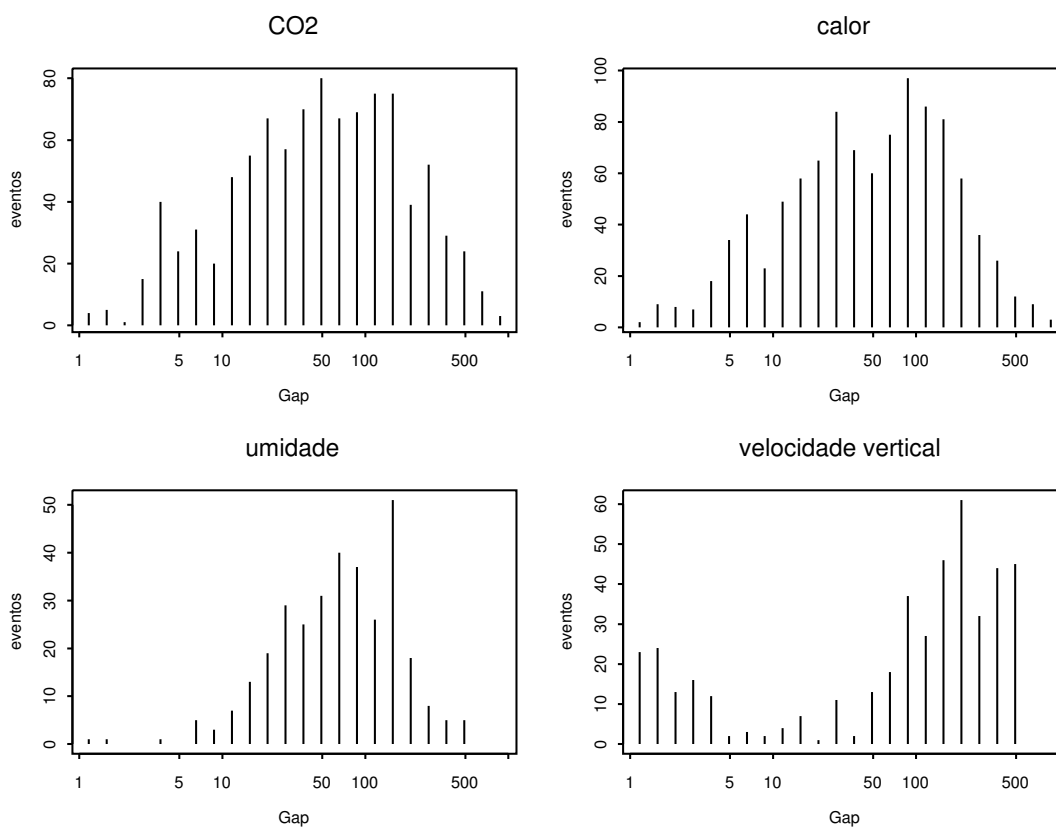 CO2
eventos
0 20 40 60 80
1 5 10 50 100 500
Gap
calor
eventos
0 20 40 60 80 100
1 5 10 50 100 500
Gap
umidade
eventos
0 10 20 30 40 50
1 5 10 50 100 500
Gap
velocidade vertical
eventos
0 10 20 30 40 50 60
1 5 10 50 100 500
Gap